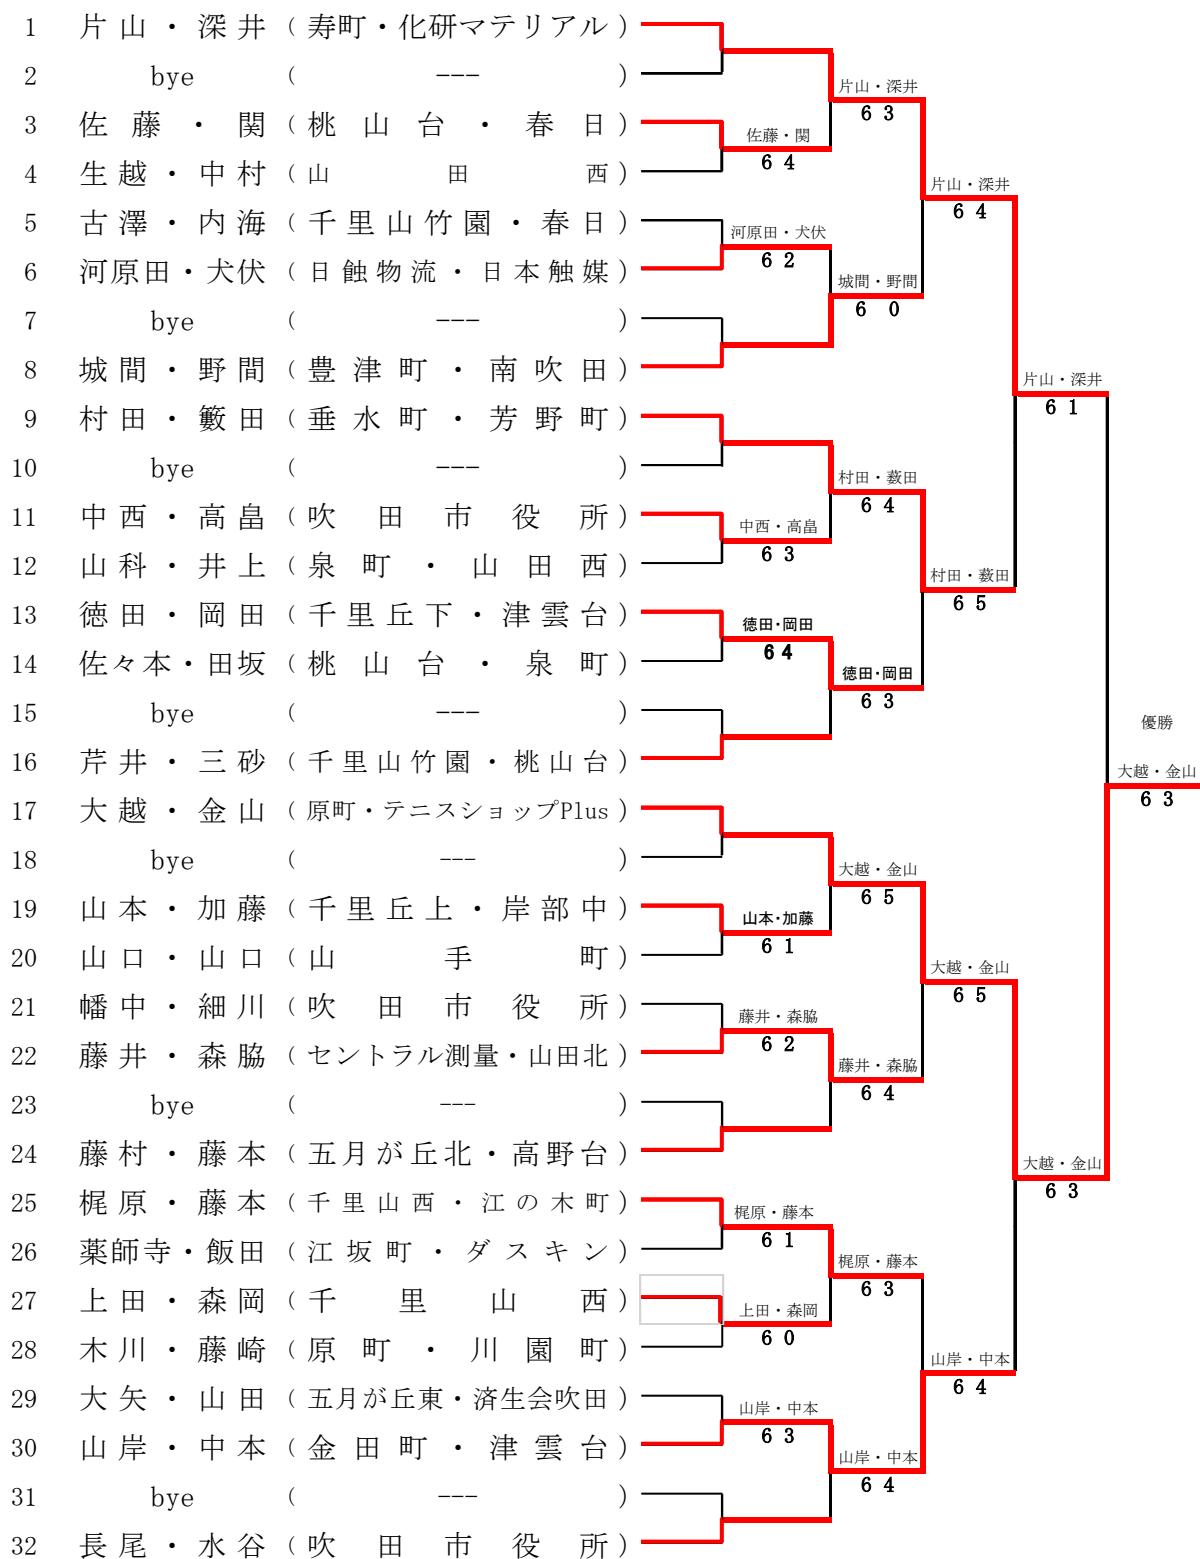 1 片山・深井（寿町・化研マテリアル）
2 bye （ --- ）
片山・深井
6 3
3 佐藤・関（桃山台・春日）
佐藤・関
6 4
4 生越・中村（山田西）
片山・深井
6 4
5 古澤・内海（千里山竹園・春日）
河原田・犬伏
6 2
6 河原田・犬伏（日蝕物流・日本触媒）
城間・野間
6 0
7 bye （ --- ）
8 城間・野間（豊津町・南吹田）
片山・深井
6 1
9 村田・籔田（垂水町・芳野町）
10 bye （ --- ）
村田・薮田
6 4
11 中西・高畠（吹田市役所）
中西・高畠
6 3
12 山科・井上（泉町・山田西）
村田・薮田
6 5
13 徳田・岡田（千里丘下・津雲台）
徳田・岡田
6 4
14 佐々本・田坂（桃山台・泉町）
徳田・岡田
6 3
15 bye （ --- ）
優勝
16 芹井・三砂（千里山竹園・桃山台）
大越・金山
6 3
17 大越・金山（原町・テニスショップPlus）
18 bye （ --- ）
大越・金山
6 5
19 山本・加藤（千里丘上・岸部中）
山本・加藤
6 1
20 山口・山口（山手町）
大越・金山
6 5
21 幡中・細川（吹田市役所）
藤井・森脇
6 2
22 藤井・森脇（セントラル測量・山田北）
藤井・森脇
6 4
23 bye （ --- ）
24 藤村・藤本（五月が丘北・高野台）
大越・金山
6 3
25 梶原・藤本（千里山西・江の木町）
梶原・藤本
6 1
26 薬師寺・飯田（江坂町・ダスキン）
梶原・藤本
6 3
27 上田・森岡（千里山西）
上田・森岡
6 0
28 木川・藤崎（原町・川園町）
山岸・中本
6 4
29 大矢・山田（五月が丘東・済生会吹田）
山岸・中本
6 3
30 山岸・中本（金田町・津雲台）
山岸・中本
6 4
31 bye （ --- ）
32 長尾・水谷（吹田市役所）